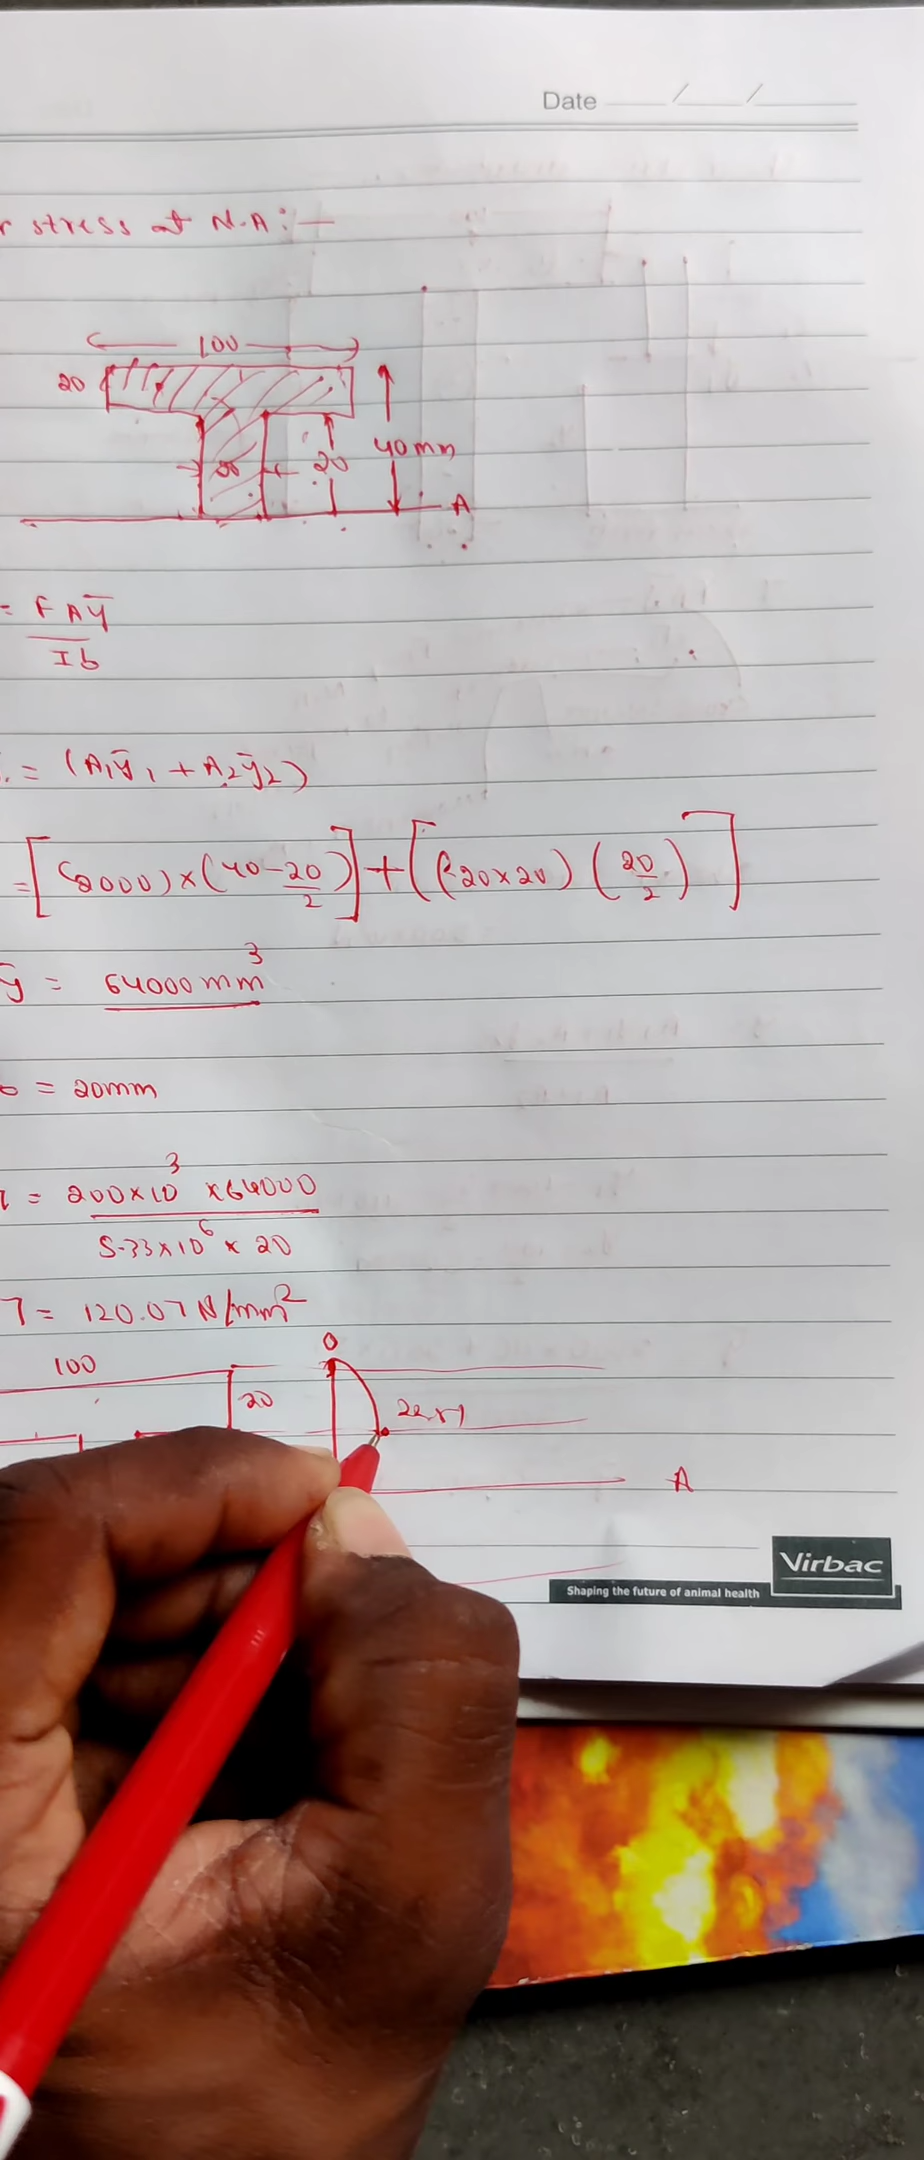 Date / /
r stress at N.A:-
100
20
40mm
20 20
A
= FAȳ
Ib
= (A₁ȳ₁ + A₂ȳ₂)
= [(2000)×(40-20/2)]+[(20×20)(20/2)]
ȳ = 64000mm³
b = 20mm
= 200×10³ ×64000
5.33×10⁶ × 20
= 120.07 N/mm²
0
100
20
A
Virbac
Shaping the future of animal health